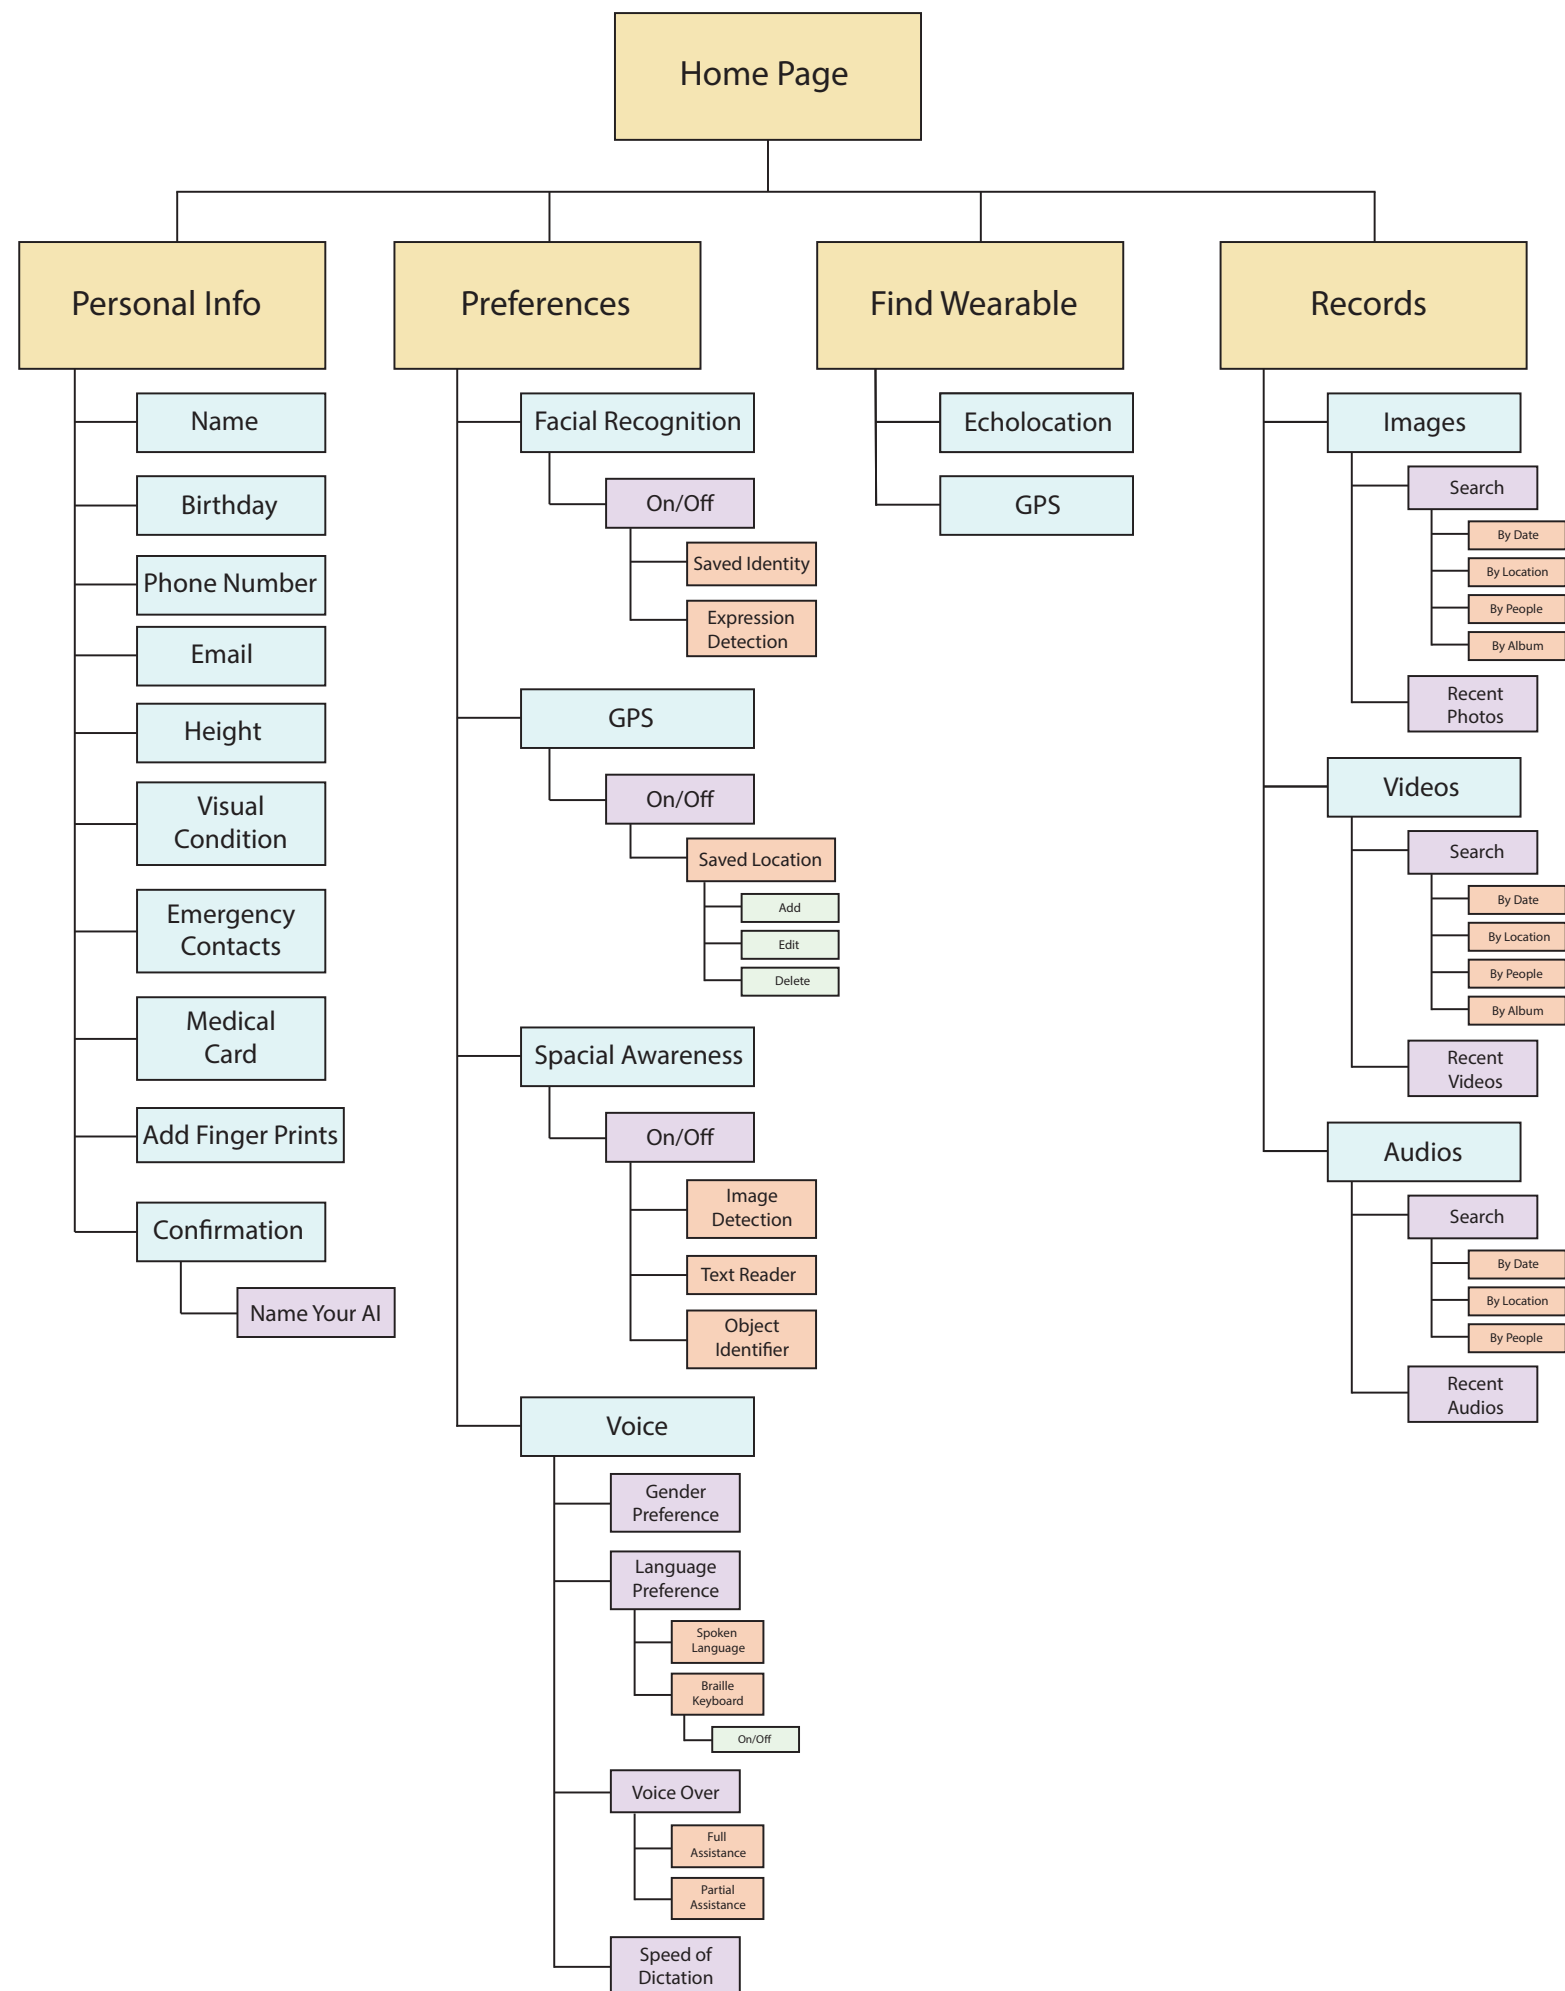 Home Page
Personal Info
Name
Birthday
Phone Number
Email
Height
Visual
Condition
Emergency
Contacts
Medical
Card
Add Finger Prints
Confirmation
Name Your AI
Preferences
Facial Recognition
On/Off
Saved Identity
Expression
Detection
GPS
On/Off
Saved Location
Add
Edit
Delete
Spacial Awareness
On/Off
Image
Detection
Text Reader
Object
Identifier
Voice
Gender
Preference
Language
Preference
Spoken
Language
Braille
Keyboard
On/Off
Voice Over
Full
Assistance
Partial
Assistance
Speed of
Dictation
Find Wearable
Echolocation
GPS
Records
Images
Search
By Date
By Location
By People
By Album
Recent
Photos
Videos
Search
By Date
By Location
By People
By Album
Recent
Videos
Audios
Search
By Date
By Location
By People
Recent
Audios